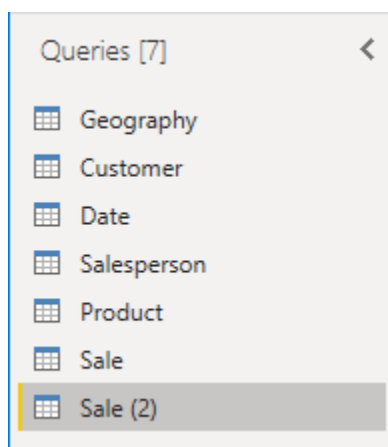 Queries [7]
Geography
Customer
Date
Salesperson
Product
Sale
Sale (2)